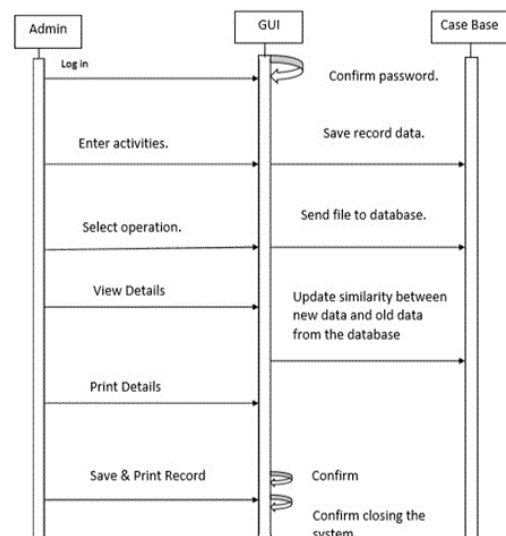 Admin
GUI
Case Base
Log in
Confirm password.
Enter activities.
Save record data.
Select operation.
Send file to database.
View Details
Update similarity between
new data and old data
from the database
Print Details
Save & Print Record
Confirm
Confirm closing the
system